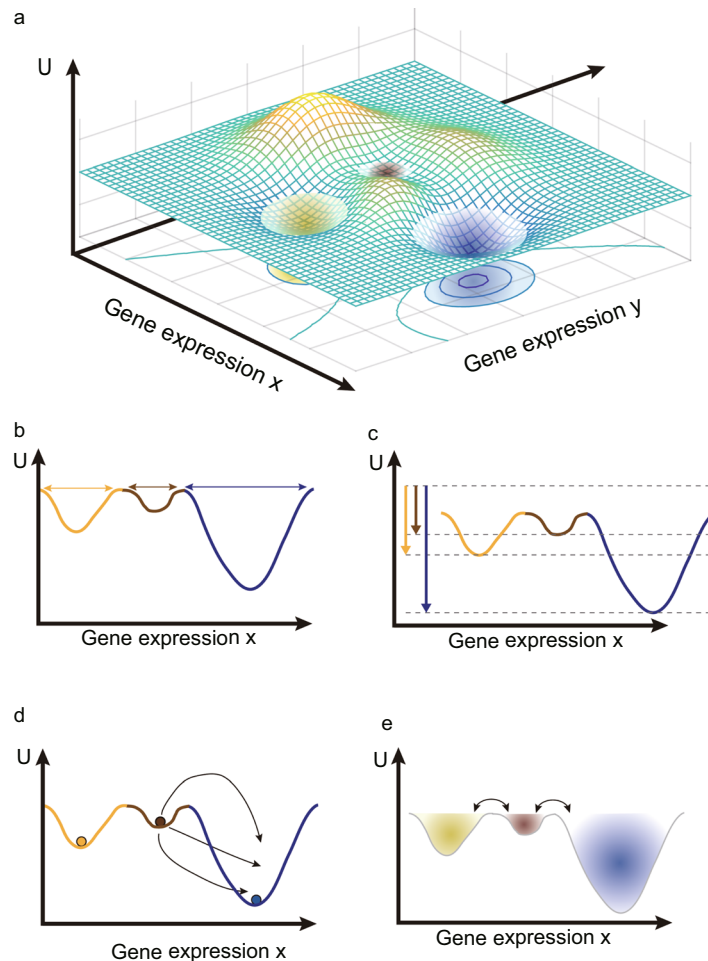 a
U
Gene expression x
Gene expression y
b
U
Gene expression x
c
U
Gene expression x
d
U
Gene expression x
e
U
Gene expression x